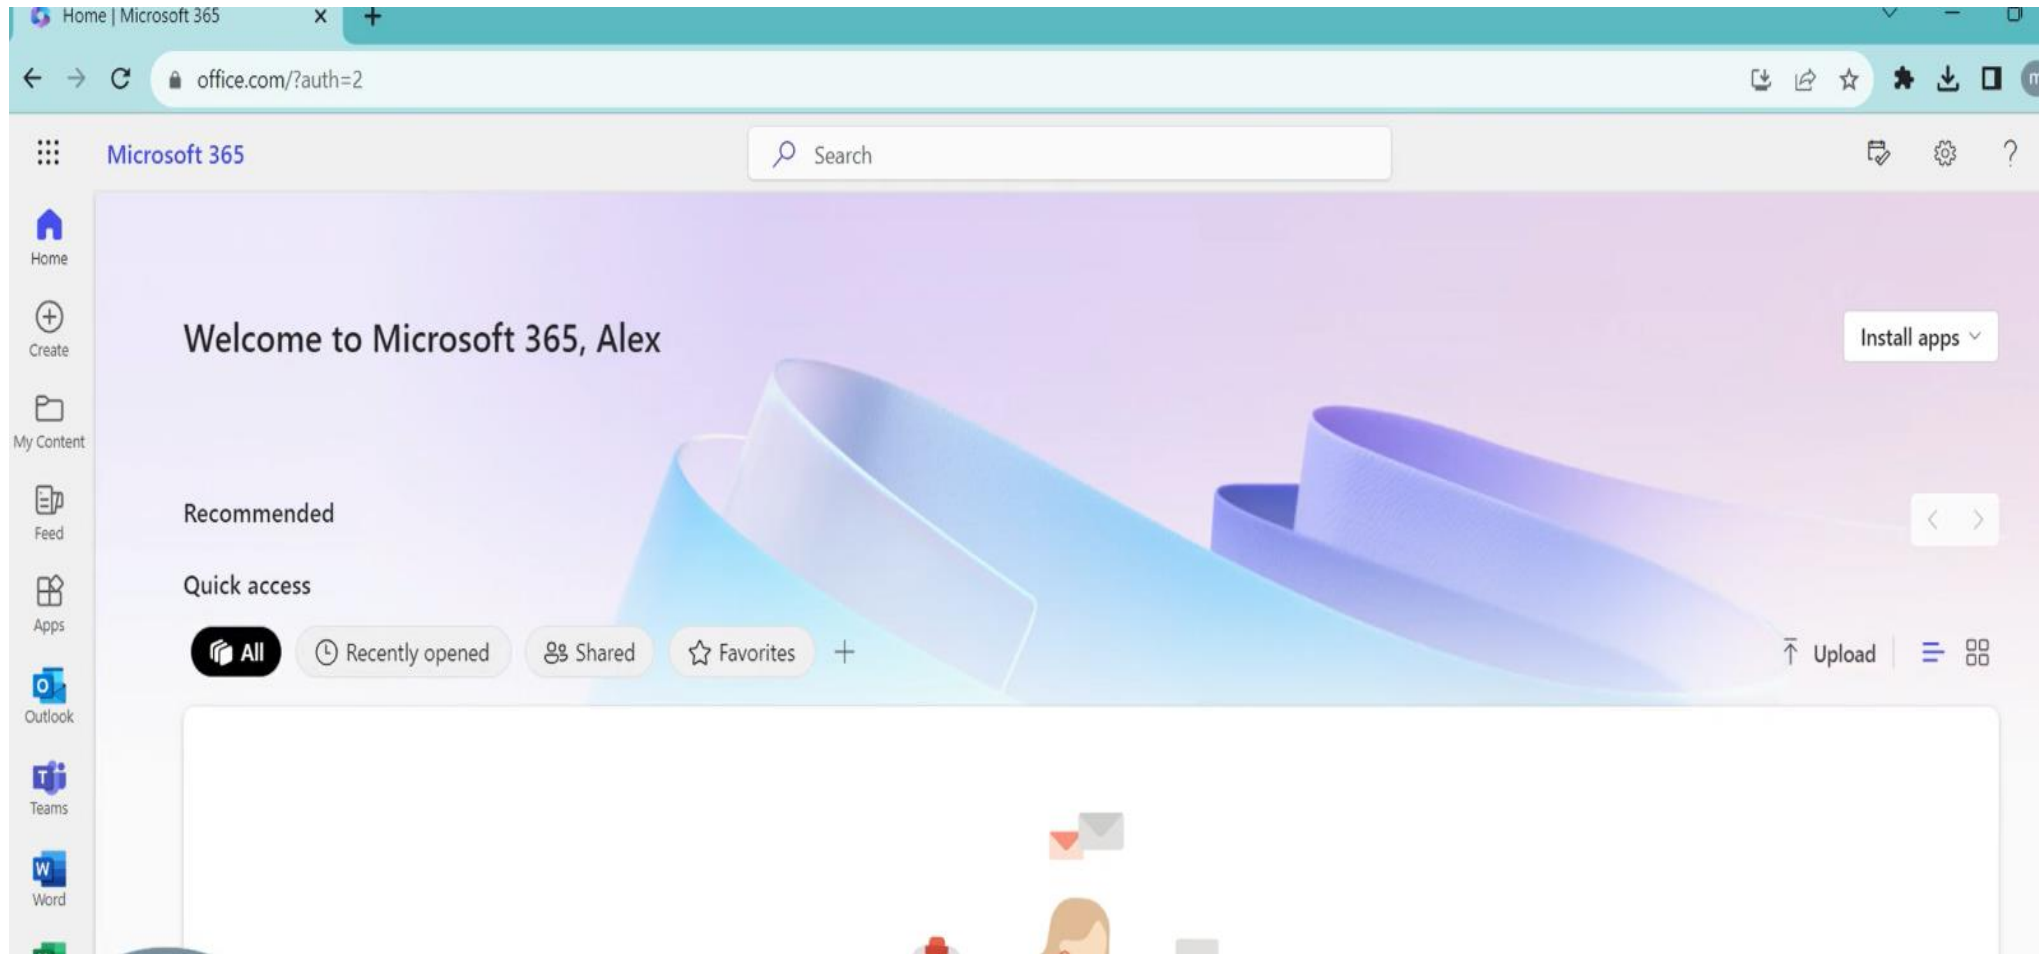 Home | Microsoft 365
office.com/?auth=2
Microsoft 365
Search
Home
Create
My Content
Feed
Apps
Outlook
Teams
Word
Welcome to Microsoft 365, Alex
Install apps
Recommended
Quick access
All Recently opened Shared Favorites
Upload